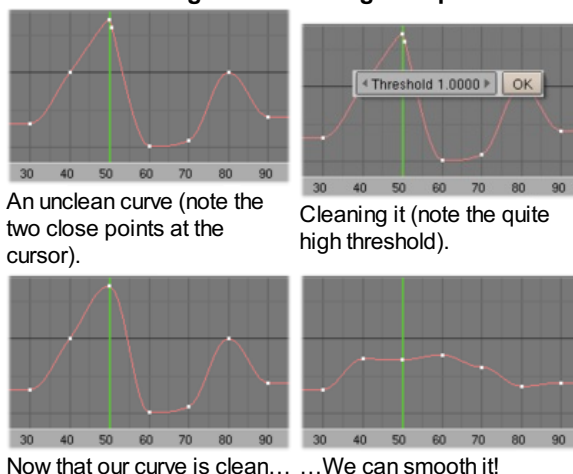 30 40 50 60 70 80 90
An unclean curve (note the
two close points at the
cursor).
Threshold 1.0000
OK
30 40 50 60 70 80 90
Cleaning it (note the quite
high threshold).
30 40 50 60 70 80 90
Now that our curve is clean…
30 40 50 60 70 80 90
…We can smooth it!